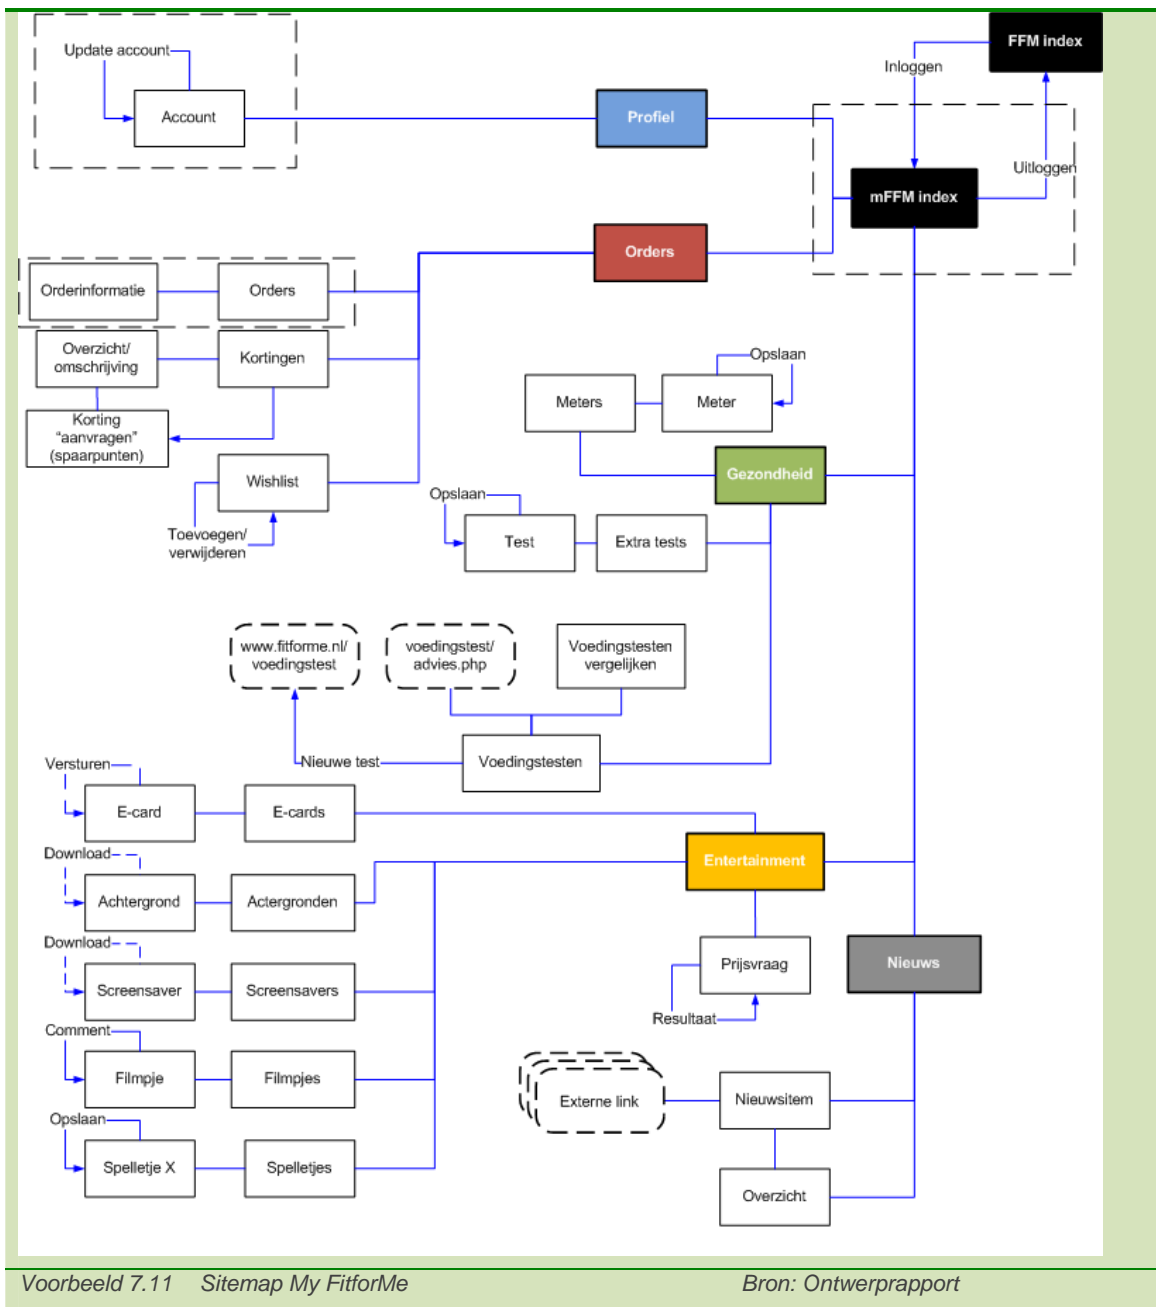 FFM index
Update account
Inloggen
Account
Profiel
Uitloggen
mFFM index
Orders
Orderinformatie
Orders
Overzicht/
omschrijving
Kortingen
Opslaan
Meters
Meter
Korting
“aanvragen”
(spaarpunten)
Gezondheid
Wishlist
Opslaan
Toevoegen/
verwijderen
Test
Extra tests
www.fitforme.nl/
voedingstest
voedingstest/
advies.php
Voedingstesten
vergelijken
Nieuwe test
Voedingstesten
Versturen
E-card
E-cards
Download
Entertainment
Achtergrond
Actergronden
Download
Prijsvraag
Nieuws
Screensaver
Screensavers
Resultaat
Comment
Filmpje
Filmpjes
Externe link
Nieuwsitem
Opslaan
Spelletje X
Spelletjes
Overzicht
Voorbeeld 7.11 Sitemap My FitforMe
Bron: Ontwerprapport